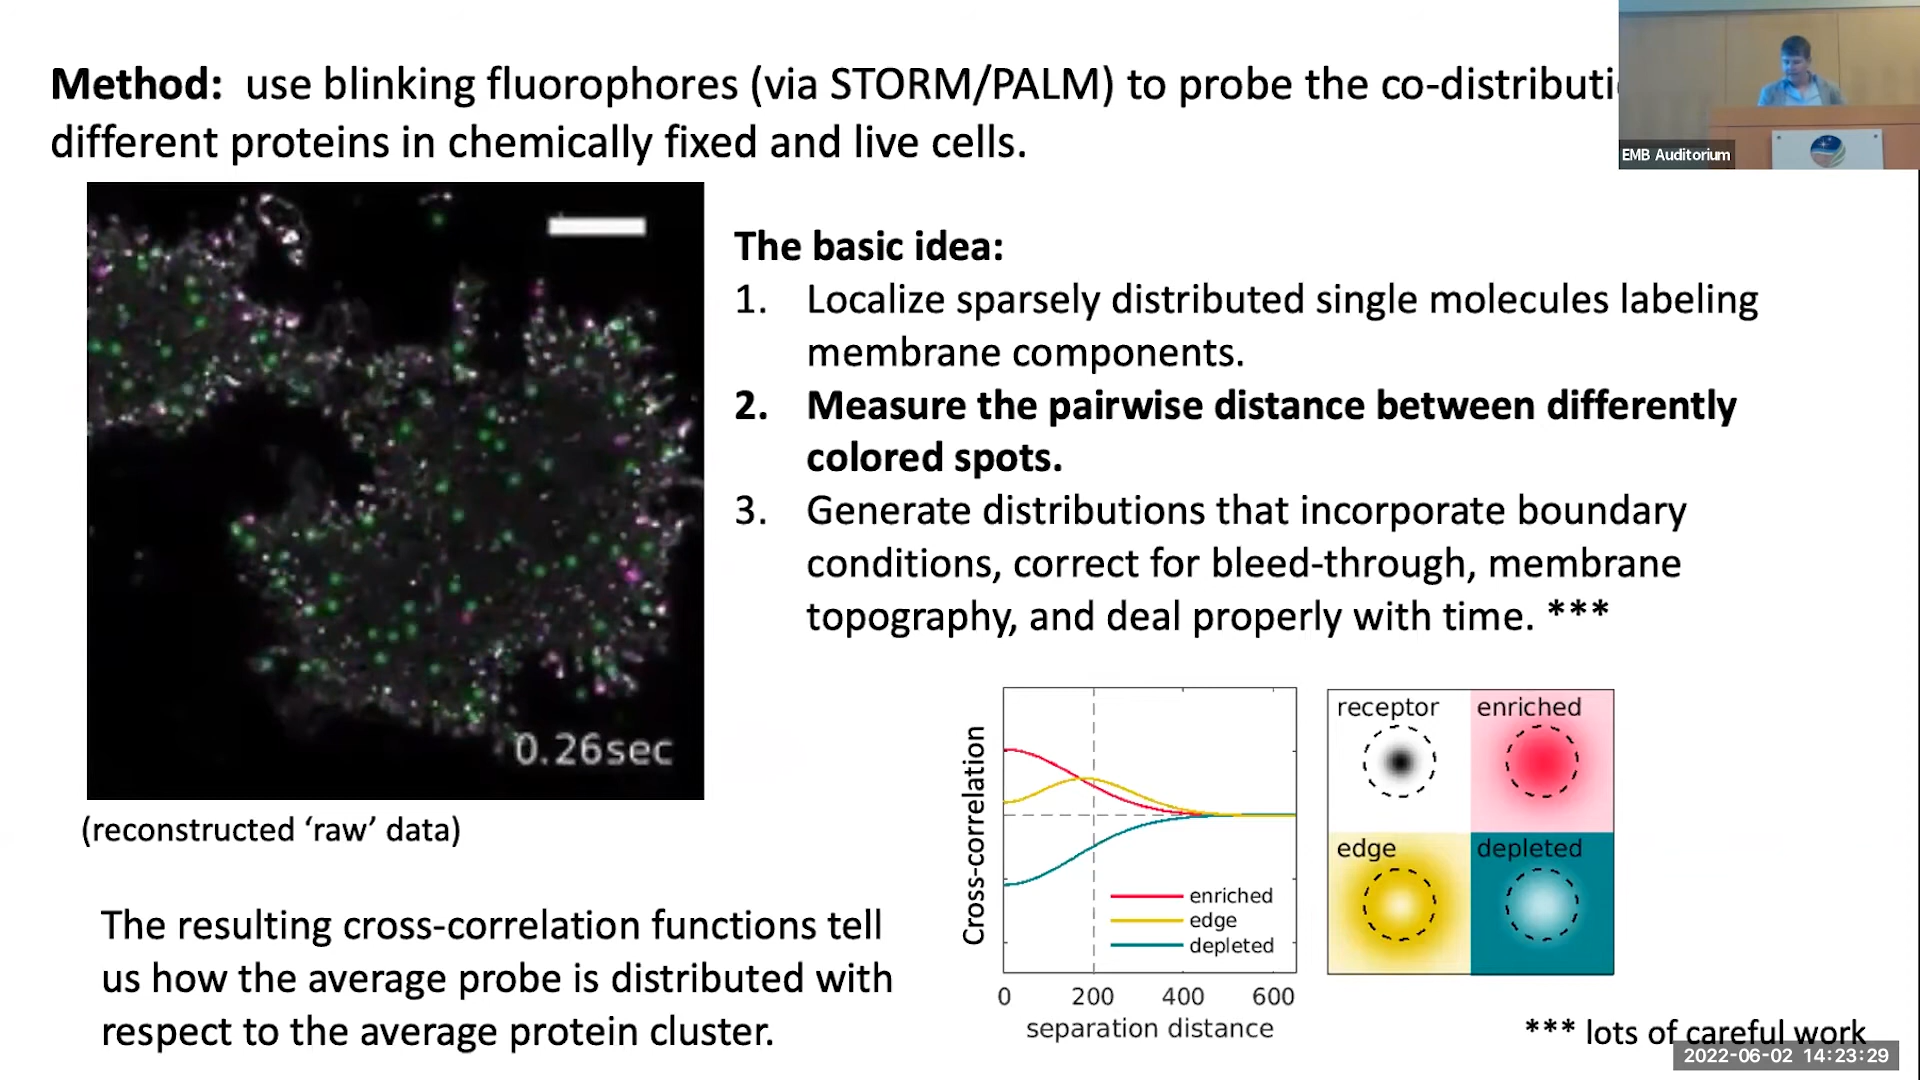 Method: use blinking fluorophores (via STORM/PALM) to probe the co-distributi
different proteins in chemically fixed and live cells.
EMB Auditorium
The basic idea:
1. Localize sparsely distributed single molecules labeling
membrane components.
2. Measure the pairwise distance between differently
colored spots.
3. Generate distributions that incorporate boundary
conditions, correct for bleed-through, membrane
topography, and deal properly with time. ***
0.26sec
(reconstructed ‘raw’ data)
The resulting cross-correlation functions tell
us how the average probe is distributed with
respect to the average protein cluster.
Cross-correlation
enriched
edge
depleted
0 200 400 600
separation distance
receptor enriched
edge depleted
*** lots of careful work
2022-06-02 14:23:29